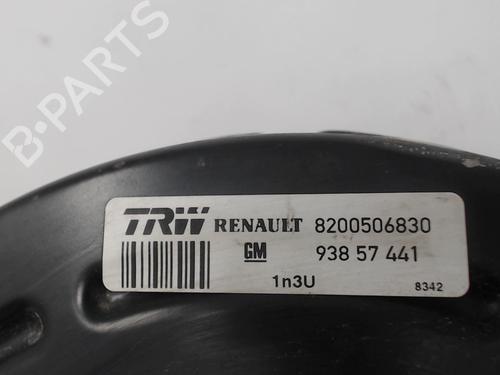 B-PARTS
TRW RENAULT 8200506830
GM 938 57 441
1n3U 8342